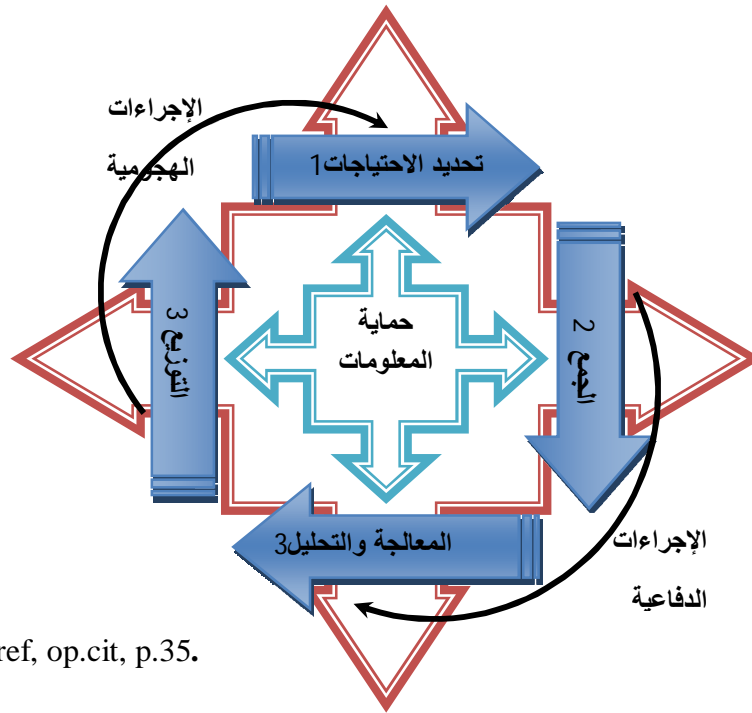 الإجراءات
الهجومية
تحديد الاحتياجات1
حماية
المعلومات
الجمع 2
التوزيع 3
المعالجة والتحليل3
الإجراءات
الدفاعية
ref, op.cit, p.35.